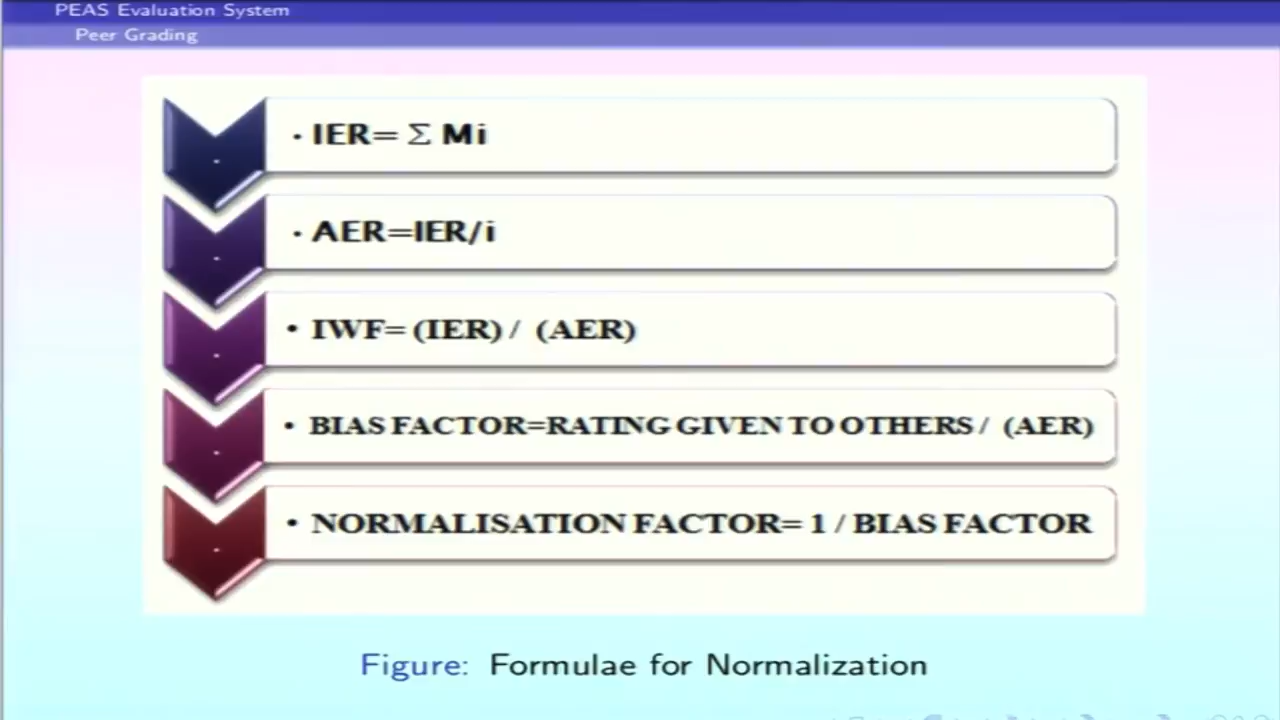 PEAS Evaluation System
Peer Grading
• IER= Σ Mi
• AER=IER/i
• IWF= (IER) / (AER)
• BIAS FACTOR=RATING GIVEN TO OTHERS / (AER)
• NORMALISATION FACTOR= 1 / BIAS FACTOR
Figure: Formulae for Normalization